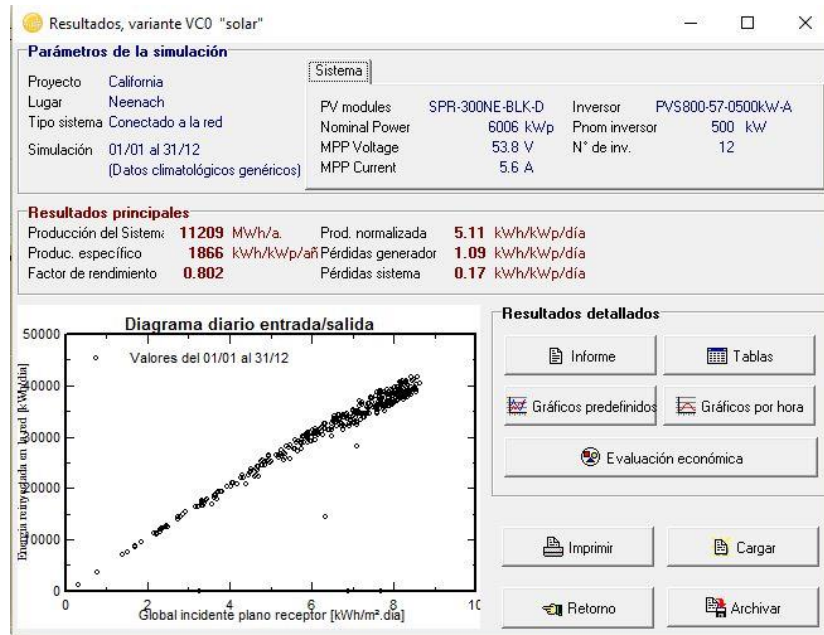 Resultados, variante VC0 "solar"
Parámetros de la simulación
Proyecto California
Lugar Neenach
Tipo sistema Conectado a la red
Simulación 01/01 al 31/12
(Datos climatológicos genéricos)
Sistema
PV modules SPR-300NE-BLK-D Inversor PVS800-57-0500kW-A
Nominal Power 6006 kWp Pnom inversor 500 kW
MPP Voltage 53.8 V N° de inv. 12
MPP Current 5.6 A
Resultados principales
Producción del Sistema 11209 MWh/a. Prod. normalizada 5.11 kWh/kWp/día
Produc. específico 1866 kWh/kWp/añ Pérdidas generador 1.09 kWh/kWp/día
Factor de rendimiento 0.802 Pérdidas sistema 0.17 kWh/kWp/día
Diagrama diario entrada/salida
Valores del 01/01 al 31/12
50000
40000
30000
20000
10000
0
Energía reinyectada en la red [kWh/día]
0 2 4 6 8 10
Global incidente plano receptor [kWh/m².día]
Resultados detallados
Informe Tablas
Gráficos predefinidos Gráficos por hora
Evaluación económica
Imprimir Cargar
Retorno Archivar